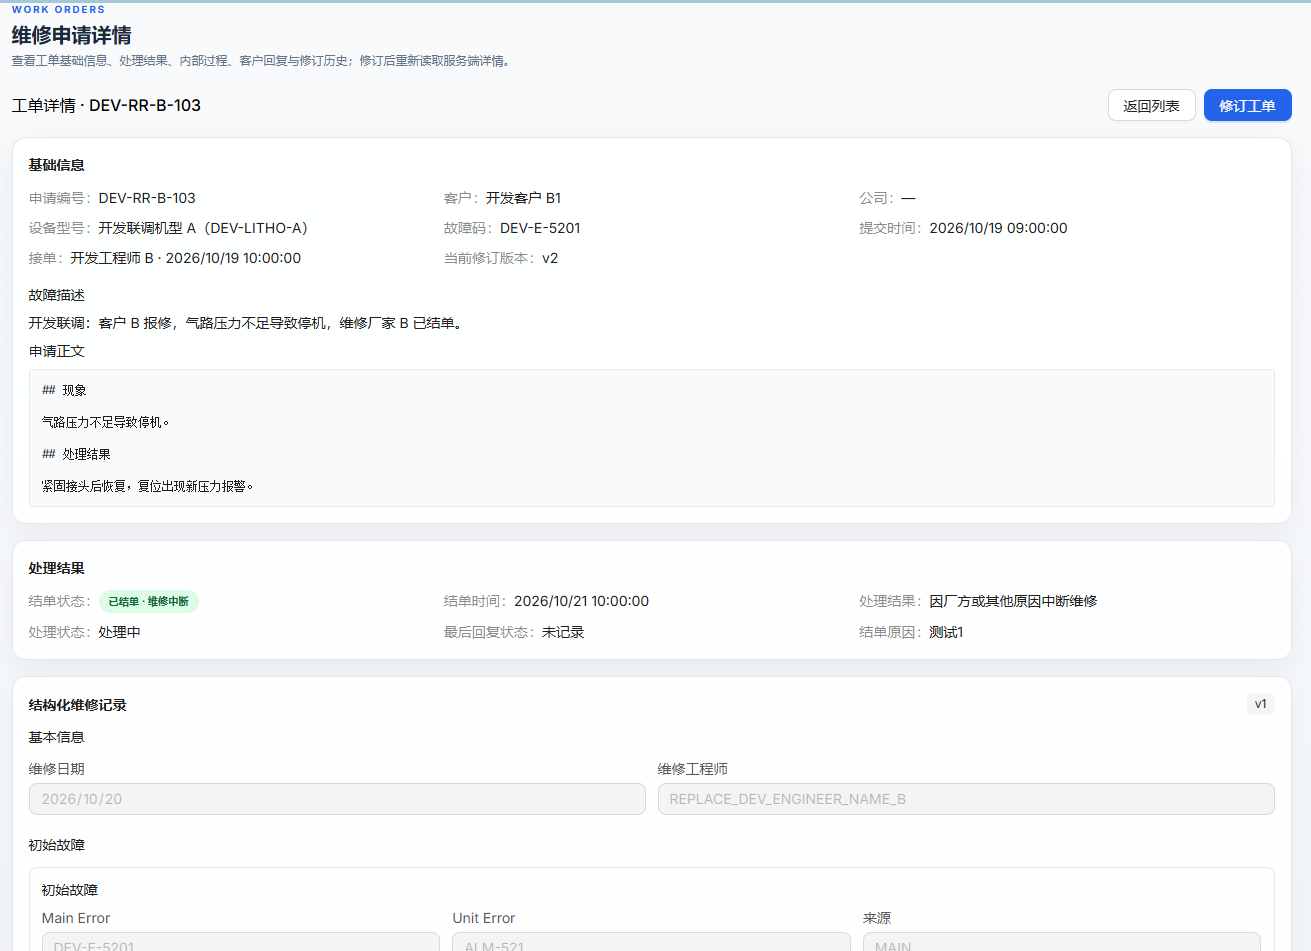 WORK ORDERS
维修申请详情
查看工单基础信息、处理结果、内部过程、客户回复与修订历史；修订后重新读取服务端详情。
工单详情 · DEV-RR-B-103
返回列表
修订工单
基础信息
申请编号： DEV-RR-B-103
客户： 开发客户 B1
公司： —
设备型号： 开发联调机型 A（DEV-LITHO-A）
故障码： DEV-E-5201
提交时间： 2026/10/19 09:00:00
接单： 开发工程师 B · 2026/10/19 10:00:00
当前修订版本： v2
故障描述
开发联调：客户 B 报修，气路压力不足导致停机，维修厂家 B 已结单。
申请正文
## 现象
气路压力不足导致停机。
## 处理结果
紧固接头后恢复，复位出现新压力报警。
处理结果
结单状态： 已结单 · 维修中断
结单时间： 2026/10/21 10:00:00
处理结果： 因厂方或其他原因中断维修
处理状态： 处理中
最后回复状态： 未记录
结单原因： 测试1
结构化维修记录
v1
基本信息
维修日期
维修工程师
2026/10/20
REPLACE_DEV_ENGINEER_NAME_B
初始故障
初始故障
Main Error
Unit Error
来源
DEV-E-5201
ALM-521
MAIN